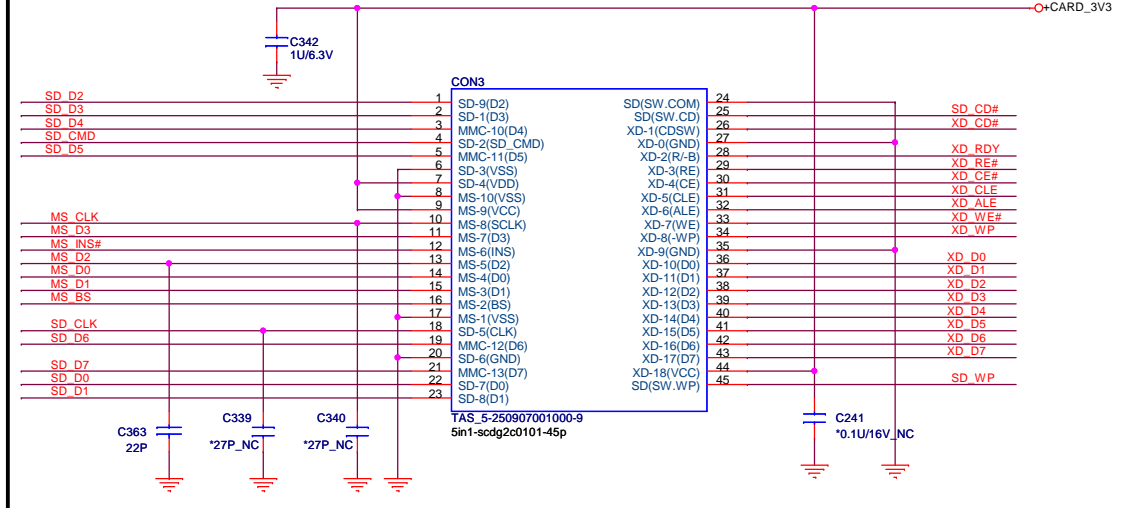 +CARD_3V3
C342
1U/6.3V
CON3
SD_D2 1 SD-9(D2) SD(SW.COM) 24
SD_D3 2 SD-1(D3) SD(SW.CD) 25 SD_CD#
SD_D4 3 MMC-10(D4) XD-1(CDSW) 26 XD_CD#
SD_CMD 4 SD-2(SD_CMD) XD-0(GND) 27
SD_D5 5 MMC-11(D5) XD-2(R/-B) 28 XD_RDY
6 SD-3(VSS) XD-3(RE) 29 XD_RE#
7 SD-4(VDD) XD-4(CE) 30 XD_CE#
8 MS-10(VSS) XD-5(CLE) 31 XD_CLE
9 MS-9(VCC) XD-6(ALE) 32 XD_ALE
MS_CLK 10 MS-8(SCLK) XD-7(WE) 33 XD_WE#
MS_D3 11 MS-7(D3) XD-8(-WP) 34 XD_WP
MS_INS# 12 MS-6(INS) XD-9(GND) 35
MS_D2 13 MS-5(D2) XD-10(D0) 36 XD_D0
MS_D0 14 MS-4(D0) XD-11(D1) 37 XD_D1
MS_D1 15 MS-3(D1) XD-12(D2) 38 XD_D2
MS_BS 16 MS-2(BS) XD-13(D3) 39 XD_D3
17 MS-1(VSS) XD-14(D4) 40 XD_D4
SD_CLK 18 SD-5(CLK) XD-15(D5) 41 XD_D5
SD_D6 19 MMC-12(D6) XD-16(D6) 42 XD_D6
20 SD-6(GND) XD-17(D7) 43 XD_D7
SD_D7 21 MMC-13(D7) XD-18(VCC) 44
SD_D0 22 SD-7(D0) SD(SW.WP) 45 SD_WP
SD_D1 23 SD-8(D1)
TAS_5-250907001000-9
5in1-scdg2c0101-45p
C363
22P
C339
*27P_NC
C340
*27P_NC
C241
*0.1U/16V_NC